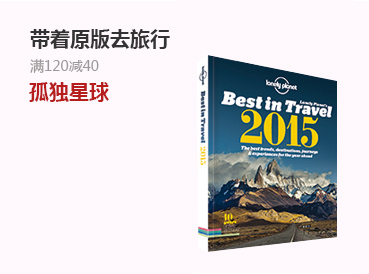 带着原版去旅行
满120减40
孤独星球
lonely planet
Lonely Planet's
Best in Travel
2015
The best trends, destinations, journeys
& experiences for the year ahead
Best in Travel
2015
10